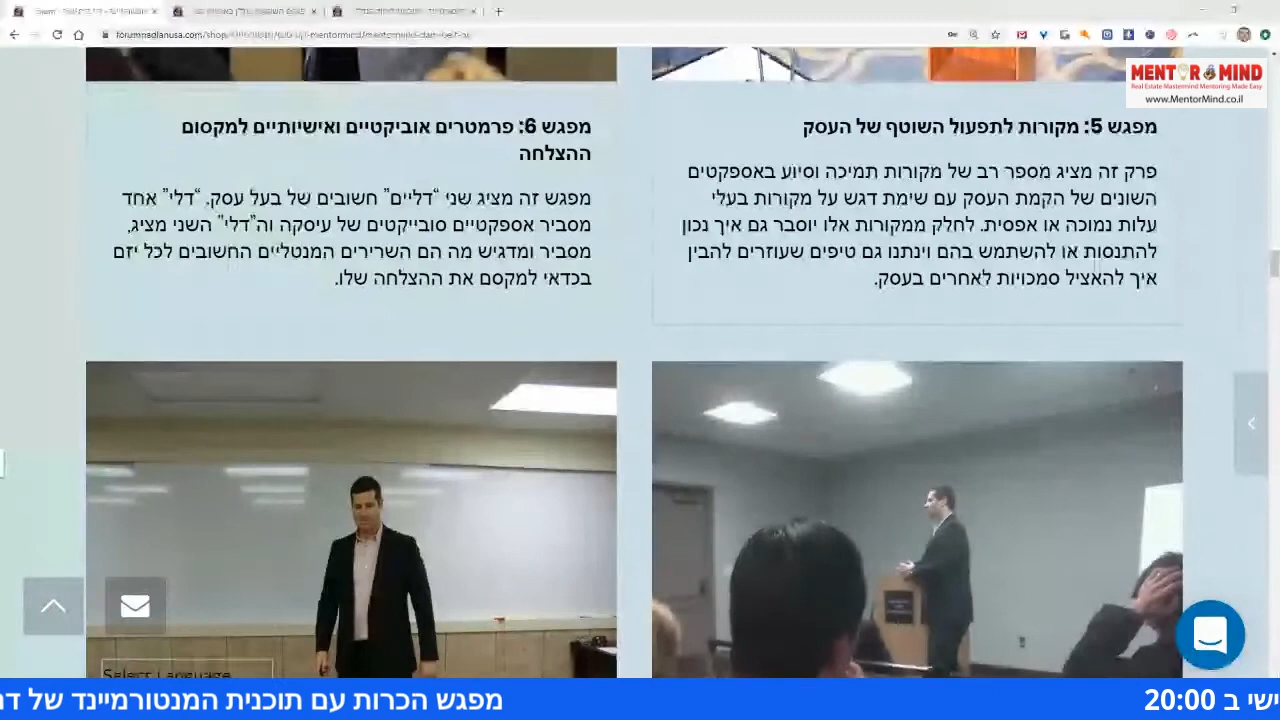 MENTOR MIND
Real Estate Mastermind Mentoring Made Easy
www.MentorMind.co.il
מפגש 5: מקורות לתפעול השוטף של העסק
פרק זה מציג מספר רב של מקורות תמיכה וסיוע באספקטים
השונים של הקמת העסק עם שימת דגש על מקורות בעלי
עלות נמוכה או אפסית. לחלק ממקורות אלו יוסבר גם איך נכון
להתנסות או להשתמש בהם וינתנו גם טיפים שעוזרים להבין
איך להאציל סמכויות לאחרים בעסק.
מפגש 6: פרמטרים אוביקטיים ואישיותיים למקסום
ההצלחה
מפגש זה מציג שני “דליים” חשובים של בעל עסק. “דלי” אחד
מסביר אספקטיים סובייקטים של עיסקה וה”דלי” השני מציג,
מסביר ומדגיש מה הם השרירים המנטליים החשובים לכל יזם
בכדאי למקסם את ההצלחה שלו.
Select Language
ישי ב 20:00
מפגש הכרות עם תוכנית המנטורמיינד של